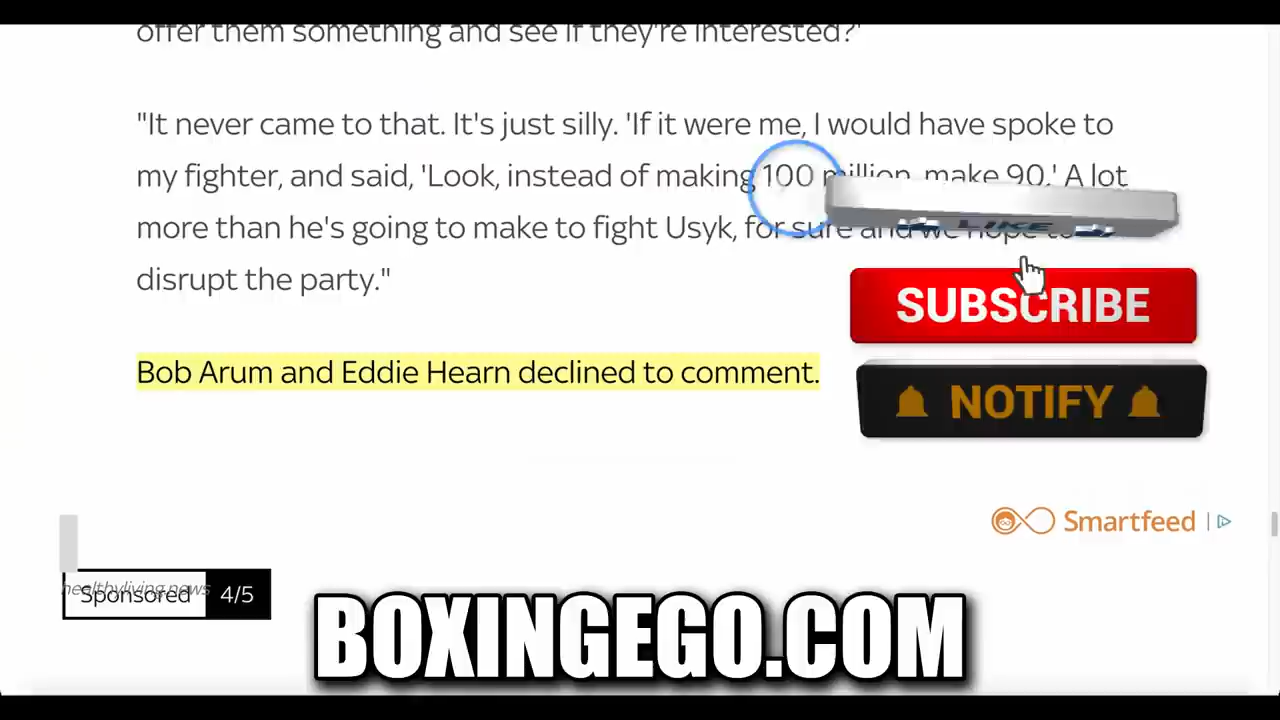 offer them something and see if they're interested?'
"It never came to that. It's just silly. 'If it were me, I would have spoke to
my fighter, and said, 'Look, instead of making 100 million, make 90.' A lot
more than he's going to make to fight Usyk, for sure and we hope to
LIKE
disrupt the party."
SUBSCRIBE
Bob Arum and Eddie Hearn declined to comment.
NOTIFY
Smartfeed
healthyliving.news
Sponsored 4/5
BOXINGEGO.COM